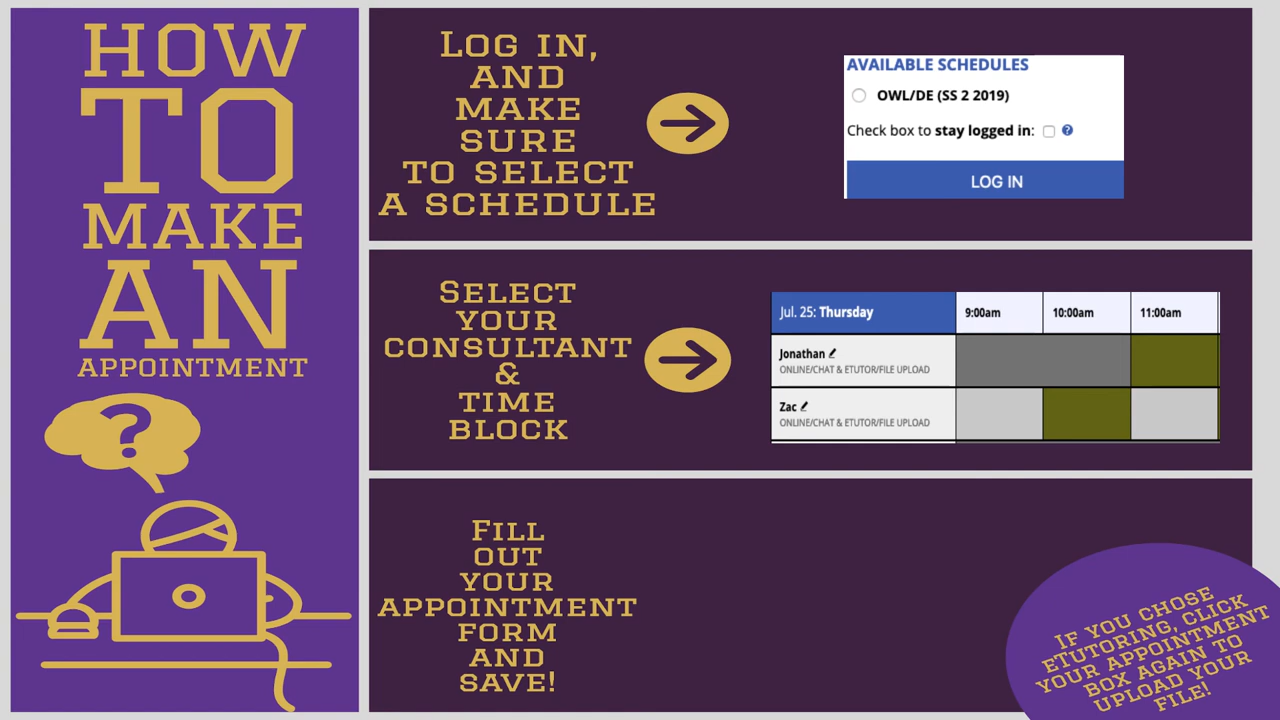 HOW
TO
MAKE
AN
APPOINTMENT
?
LOG IN,
AND
MAKE
SURE
TO SELECT
A SCHEDULE
AVAILABLE SCHEDULES
OWL/DE (SS 2 2019)
Check box to stay logged in: ?
LOG IN
SELECT
YOUR
CONSULTANT
&
TIME
BLOCK
Jul. 25: Thursday 9:00am 10:00am 11:00am
Jonathan
ONLINE/CHAT & ETUTOR/FILE UPLOAD
Zac
ONLINE/CHAT & ETUTOR/FILE UPLOAD
FILL
OUT
YOUR
APPOINTMENT
FORM
AND
SAVE!
IF YOU CHOSE
ETUTORING, CLICK
YOUR APPOINTMENT
BOX AGAIN TO
UPLOAD YOUR
FILE!